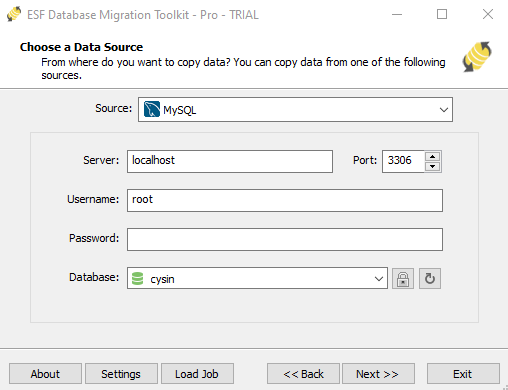 ESF Database Migration Toolkit - Pro - TRIAL
Choose a Data Source
From where do you want to copy data? You can copy data from one of the following
sources.
Source: MySQL
Server: localhost Port: 3306
Username: root
Password:
Database: cysin
About Settings Load Job << Back Next >> Exit